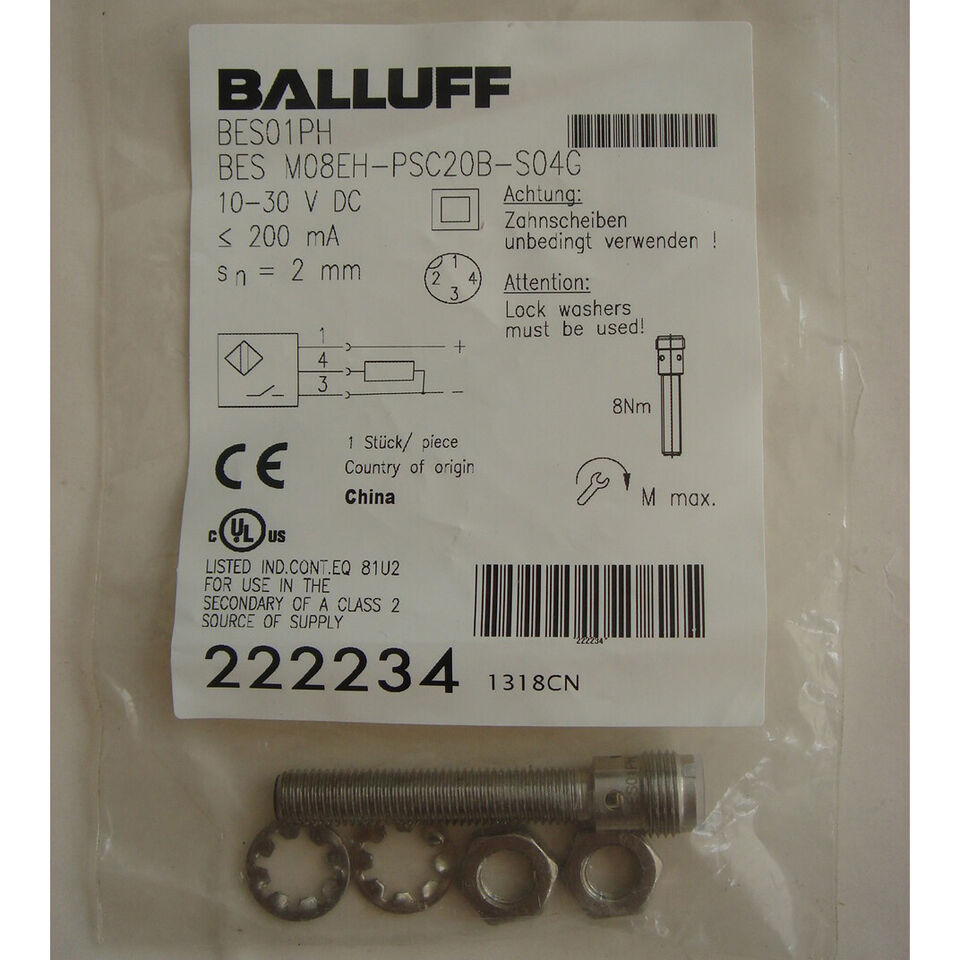 BALLUFF
BES01PH
BES M08EH-PSC20B-S04G
10-30 V DC
≤ 200 mA
sn = 2 mm
Achtung:
Zahnscheiben
unbedingt verwenden !
Attention:
Lock washers
must be used!
1
2 4
3
1
4
3
+
-
8Nm
M max.
1 Stück/ piece
Country of origin
China
CE
c UL us
LISTED IND.CONT.EQ 81U2
FOR USE IN THE
SECONDARY OF A CLASS 2
SOURCE OF SUPPLY
222234
222234 1318CN